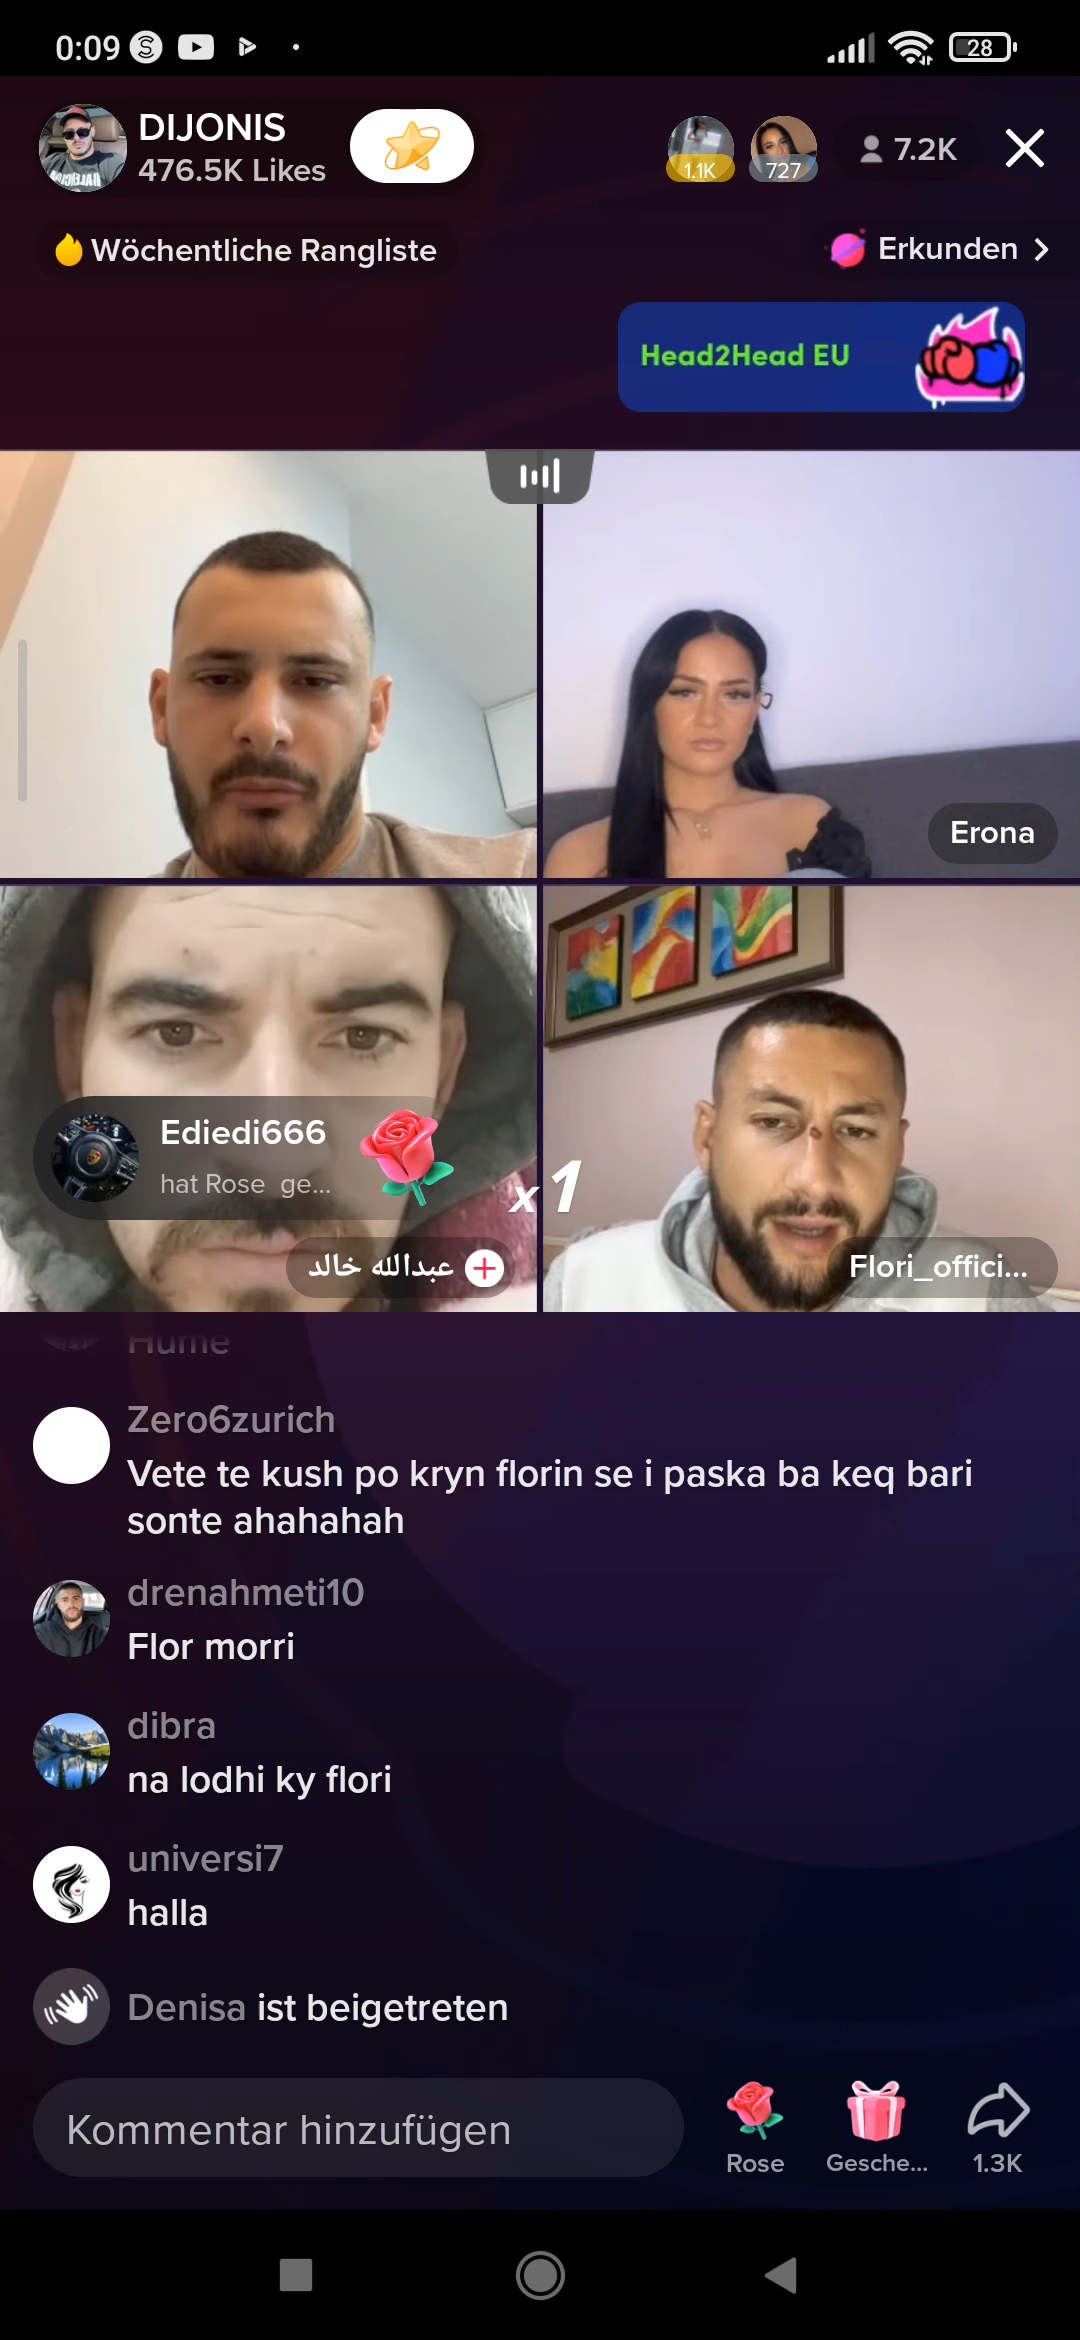 0:09
28
DIJONIS
476.5K Likes
1.1K
727
7.2K
Wöchentliche Rangliste
Erkunden
Head2Head EU
Erona
Ediedi666
hat Rose ge...
x1
عبدالله خالد
Flori_offici...
Hume
Zero6zurich
Vete te kush po kryn florin se i paska ba keq bari
sonte ahahahah
drenahmeti10
Flor morri
dibra
na lodhi ky flori
universi7
halla
Denisa ist beigetreten
Kommentar hinzufügen
Rose
Gesche...
1.3K